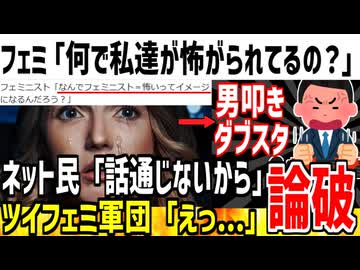 フェミ「何で私達が怖がられてるの？」
フェミニスト「なんでフェミニスト＝怖いってイメージ
になるんだろう？」
男叩き
ダブスタ
ネット民「話通じないから」
ツイフェミ軍団「えっ...」
論破